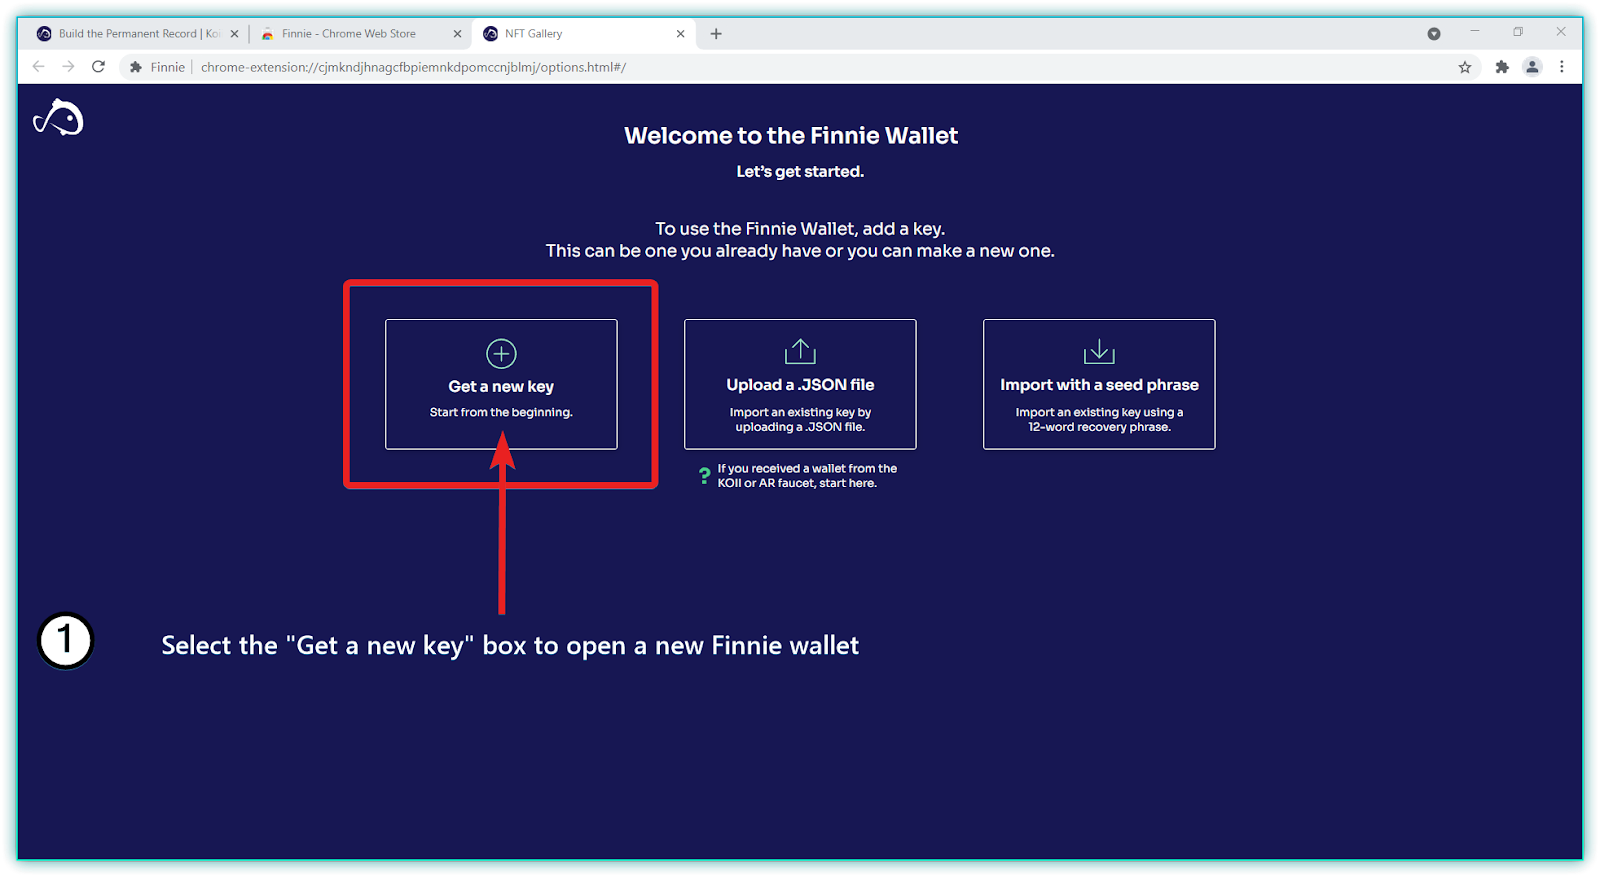 Build the Permanent Record | Ko
Finnie - Chrome Web Store
NFT Gallery
Finnie
chrome-extension://cjmkndjhnagcfbpiemnkdpomccnjblmj/options.html#/
Welcome to the Finnie Wallet
Let's get started.
To use the Finnie Wallet, add a key.
This can be one you already have or you can make a new one.
Get a new key
Start from the beginning.
Upload a .JSON file
Import an existing key by
uploading a .JSON file.
Import with a seed phrase
Import an existing key using a
12-word recovery phrase.
? If you received a wallet from the
KOII or AR faucet, start here.
1
Select the "Get a new key" box to open a new Finnie wallet